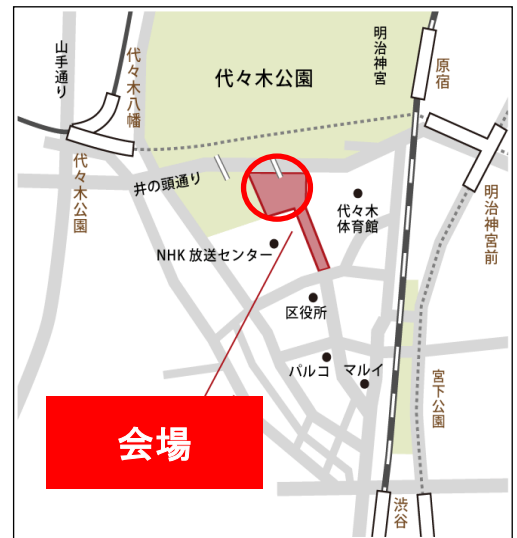 山手通り
代々木八幡
代々木公園
明治神宮
原宿
代々木公園
井の頭通り
代々木
体育館
明治神宮前
NHK 放送センター
区役所
パルコ
マルイ
宮下公園
会場
渋谷